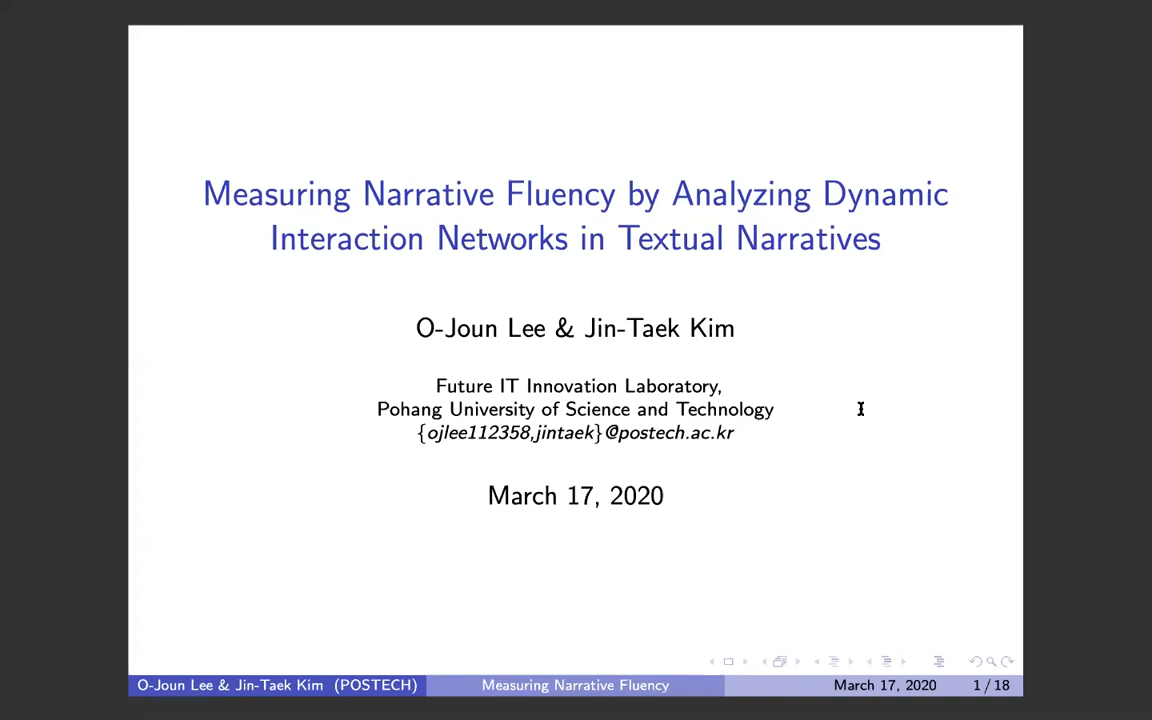 Measuring Narrative Fluency by Analyzing Dynamic
Interaction Networks in Textual Narratives
O-Joun Lee & Jin-Taek Kim
Future IT Innovation Laboratory,
Pohang University of Science and Technology
{ojlee112358,jintaek}@postech.ac.kr
March 17, 2020
O-Joun Lee & Jin-Taek Kim (POSTECH) Measuring Narrative Fluency March 17, 2020 1 / 18